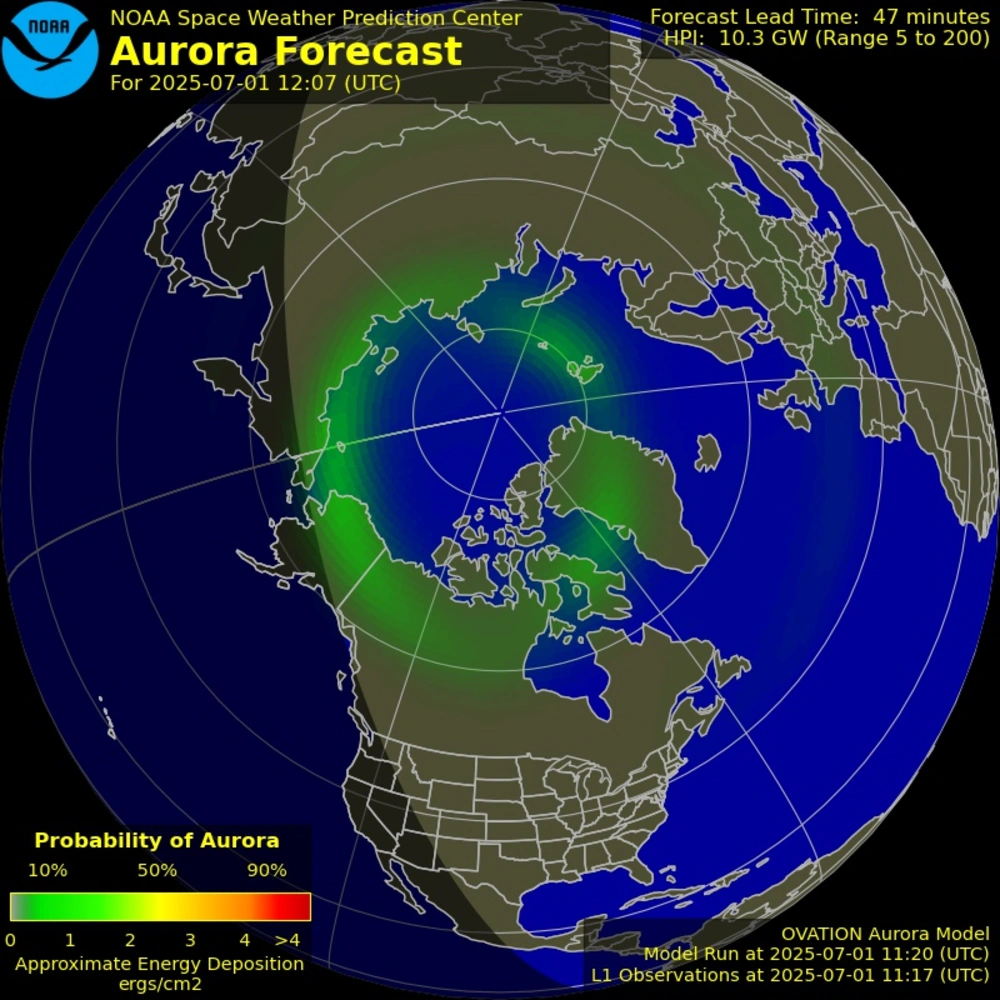 NOAA
NOAA Space Weather Prediction Center
Aurora Forecast
For 2025-07-01 12:07 (UTC)
Forecast Lead Time: 47 minutes
HPI: 10.3 GW (Range 5 to 200)
Probability of Aurora
10% 50% 90%
0 1 2 3 4 >4
Approximate Energy Deposition
ergs/cm2
OVATION Aurora Model
Model Run at 2025-07-01 11:20 (UTC)
L1 Observations at 2025-07-01 11:17 (UTC)